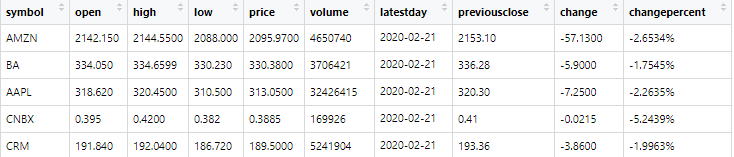 symbol open high low price volume latestday previousclose change changepercent
AMZN 2142.150 2144.5500 2088.000 2095.9700 4650740 2020-02-21 2153.10 -57.1300 -2.6534%
BA 334.050 334.6599 330.230 330.3800 3706421 2020-02-21 336.28 -5.9000 -1.7545%
AAPL 318.620 320.4500 310.500 313.0500 32426415 2020-02-21 320.30 -7.2500 -2.2635%
CNBX 0.395 0.4200 0.382 0.3885 169926 2020-02-21 0.41 -0.0215 -5.2439%
CRM 191.840 192.0400 186.720 189.5000 5241904 2020-02-21 193.36 -3.8600 -1.9963%